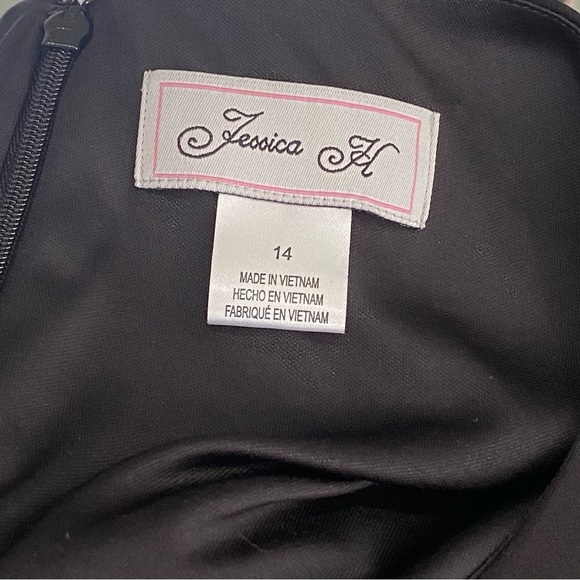 Jessica H
14
MADE IN VIETNAM
HECHO EN VIETNAM
FABRIQUÉ EN VIETNAM